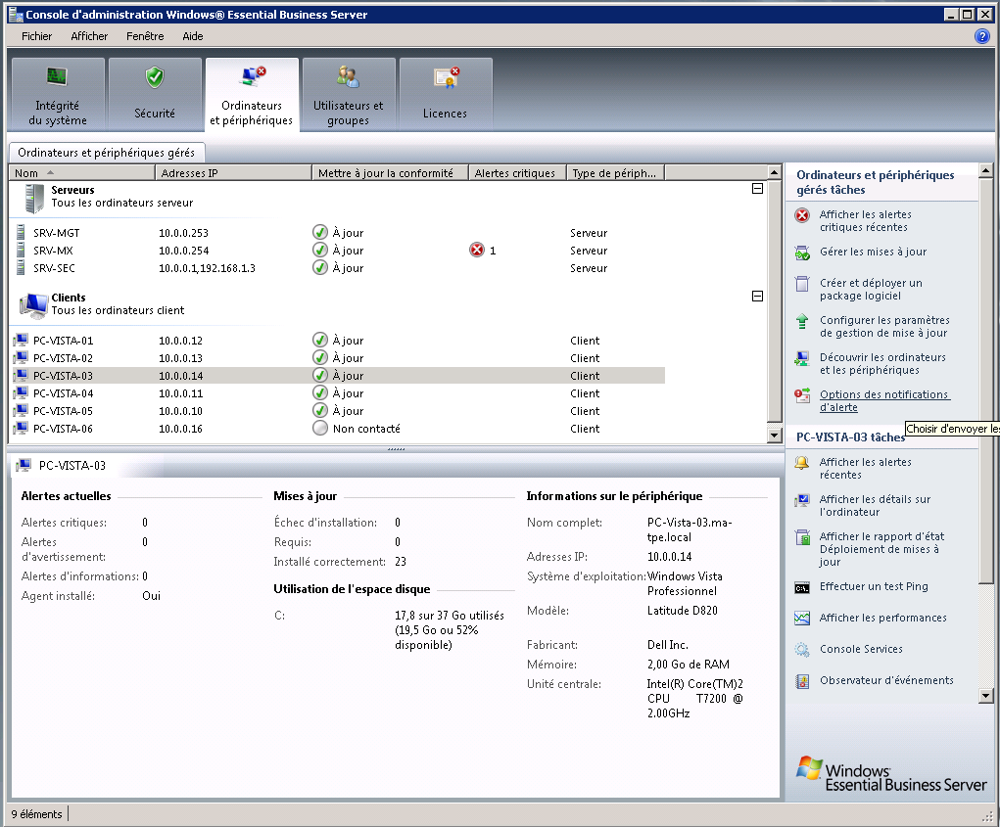 Console d'administration Windows® Essential Business Server
Fichier Afficher Fenêtre Aide
Intégrité
du système
Sécurité
Ordinateurs
et périphériques
Utilisateurs et
groupes
Licences
Ordinateurs et périphériques gérés
Nom Adresses IP Mettre à jour la conformité Alertes critiques Type de périph...
Serveurs
Tous les ordinateurs serveur
SRV-MGT 10.0.0.253 À jour Serveur
SRV-MX 10.0.0.254 À jour 1 Serveur
SRV-SEC 10.0.0.1,192.168.1.3 À jour Serveur
Clients
Tous les ordinateurs client
PC-VISTA-01 10.0.0.12 À jour Client
PC-VISTA-02 10.0.0.13 À jour Client
PC-VISTA-03 10.0.0.14 À jour Client
PC-VISTA-04 10.0.0.11 À jour Client
PC-VISTA-05 10.0.0.10 À jour Client
PC-VISTA-06 10.0.0.16 Non contacté Client
PC-VISTA-03
Alertes actuelles
Alertes critiques: 0
Alertes
d'avertissement: 0
Alertes d'informations: 0
Agent installé: Oui
Mises à jour
Échec d'installation: 0
Requis: 0
Installé correctement: 23
Utilisation de l'espace disque
C: 17,8 sur 37 Go utilisés
(19,5 Go ou 52%
disponible)
Informations sur le périphérique
Nom complet: PC-Vista-03.ma-
tpe.local
Adresses IP: 10.0.0.14
Système d'exploitation: Windows Vista
Professionnel
Modèle: Latitude D820
Fabricant: Dell Inc.
Mémoire: 2,00 Go de RAM
Unité centrale: Intel(R) Core(TM)2
CPU T7200 @
2.00GHz
Ordinateurs et périphériques
gérés tâches
Afficher les alertes
critiques récentes
Gérer les mises à jour
Créer et déployer un
package logiciel
Configurer les paramètres
de gestion de mise à jour
Découvrir les ordinateurs
et les périphériques
Options des notifications
d'alerte
Choisir d'envoyer les
PC-VISTA-03 tâches
Afficher les alertes
récentes
Afficher les détails sur
l'ordinateur
Afficher le rapport d'état
Déploiement de mises à
jour
Effectuer un test Ping
Afficher les performances
Console Services
Observateur d'événements
Windows
Essential Business Server
9 éléments